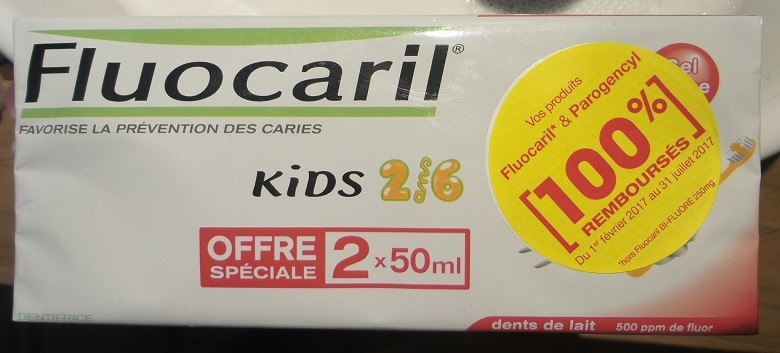 Fluocaril®
FAVORISE LA PRÉVENTION DES CARIES
KiDS 2 ans 6
OFFRE
SPÉCIALE
2 x 50ml
DENTIFRICE
Gel
Vos produits
Fluocaril* & Parogencyl
[100%]
REMBOURSÉS
Du 1er février 2017 au 31 juillet 2017
*hors Fluocaril BI-FLUORÉ 250mg
dents de lait 500 ppm de fluor